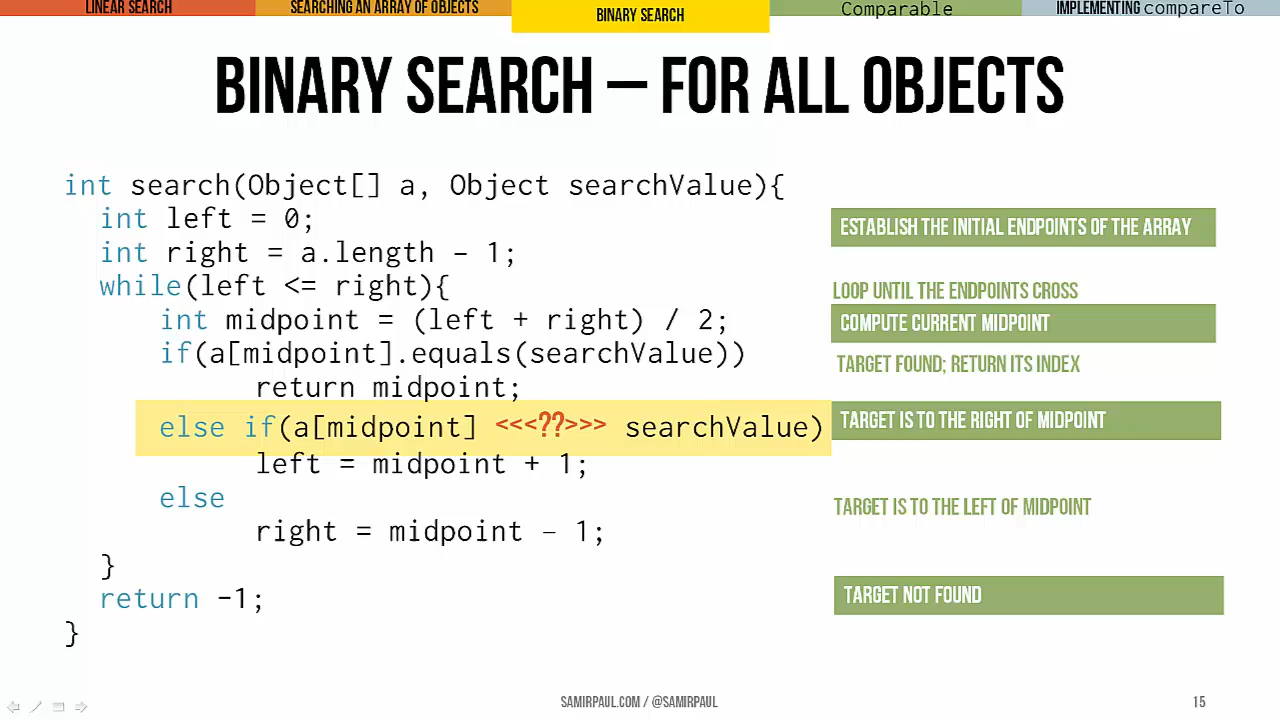 LINEAR SEARCH
SEARCHING AN ARRAY OF OBJECTS
BINARY SEARCH
Comparable
IMPLEMENTING compareTo
BINARY SEARCH – FOR ALL OBJECTS
int search(Object[] a, Object searchValue){
int left = 0;
ESTABLISH THE INITIAL ENDPOINTS OF THE ARRAY
int right = a.length – 1;
while(left <= right){
LOOP UNTIL THE ENDPOINTS CROSS
int midpoint = (left + right) / 2;
COMPUTE CURRENT MIDPOINT
if(a[midpoint].equals(searchValue))
TARGET FOUND; RETURN ITS INDEX
return midpoint;
else if(a[midpoint] <<<??>>> searchValue)
TARGET IS TO THE RIGHT OF MIDPOINT
left = midpoint + 1;
else
TARGET IS TO THE LEFT OF MIDPOINT
right = midpoint – 1;
}
return -1;
TARGET NOT FOUND
}
SAMIRPAUL.COM / @SAMIRPAUL
15